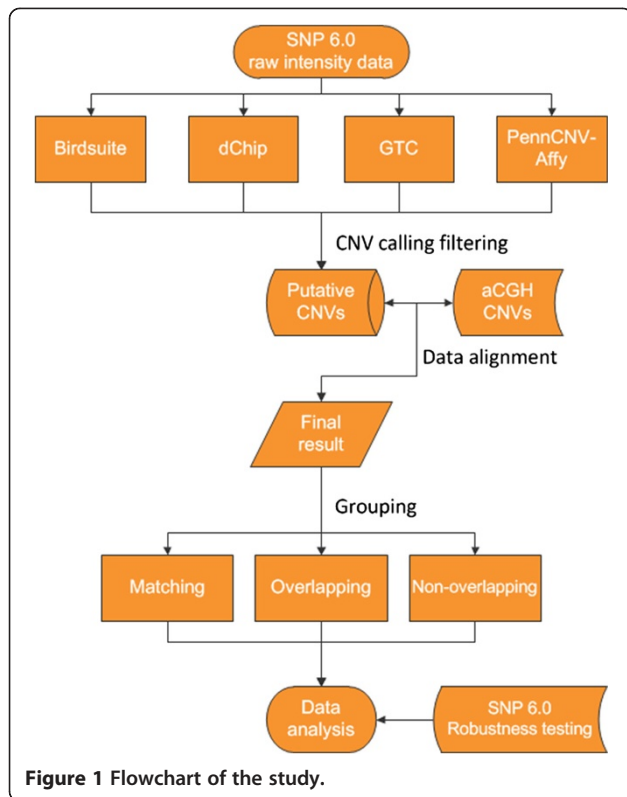 SNP 6.0
raw intensity data
Birdsuite
dChip
GTC
PennCNV-
Affy
CNV calling filtering
Putative
CNVs
aCGH
CNVs
Data alignment
Final
result
Grouping
Matching
Overlapping
Non-overlapping
Data
analysis
SNP 6.0
Robustness testing
Figure 1 Flowchart of the study.